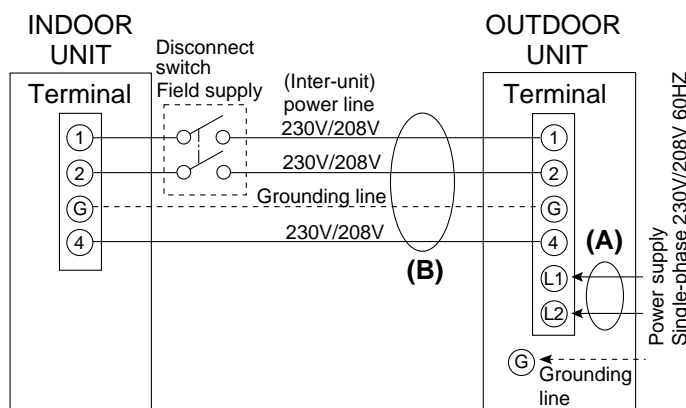 INDOOR
UNIT
Disconnect
switch
Field supply
(Inter-unit)
power line
OUTDOOR
UNIT
Terminal
Terminal
1
230V/208V
1
2
230V/208V
2
G
Grounding line
G
4
230V/208V
4
(A)
(B)
L1
L2
G
Grounding
line
Power supply
Single-phase 230V/208V 60HZ